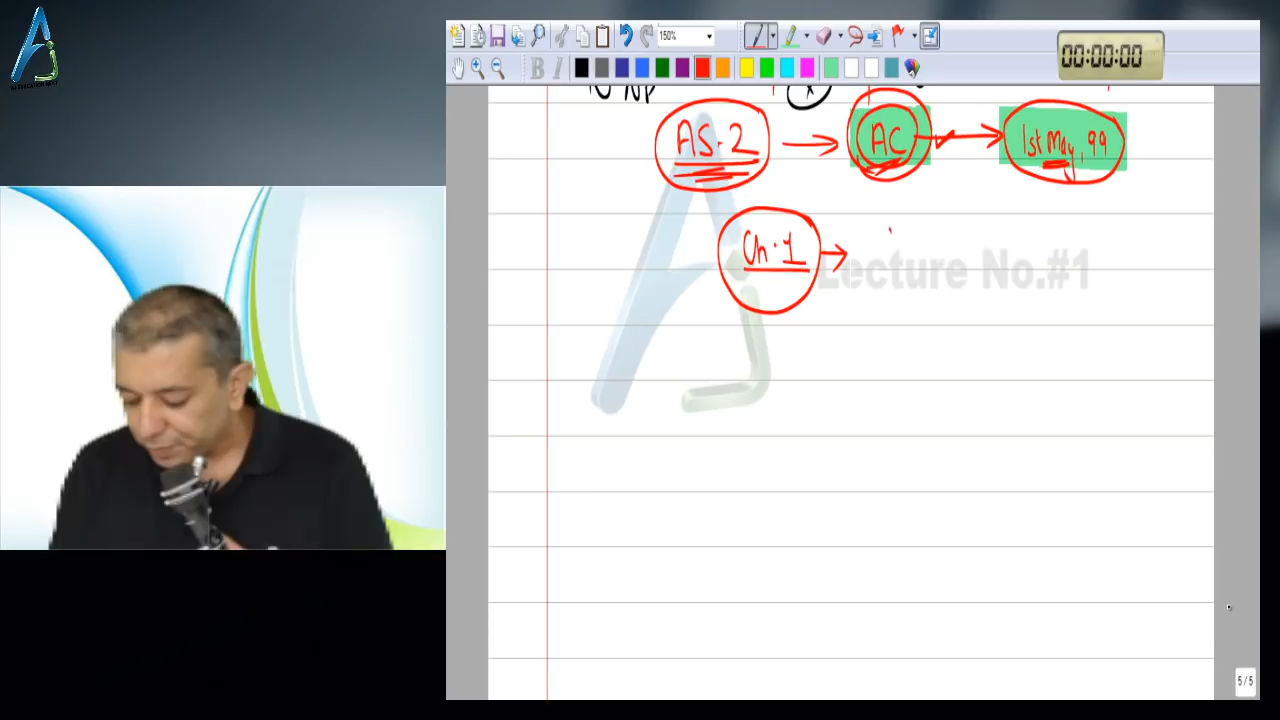 150%
00:00:00
B I
AS-2 → AC → 1st May, 99
Ch.1 →
Lecture No.#1
5/5